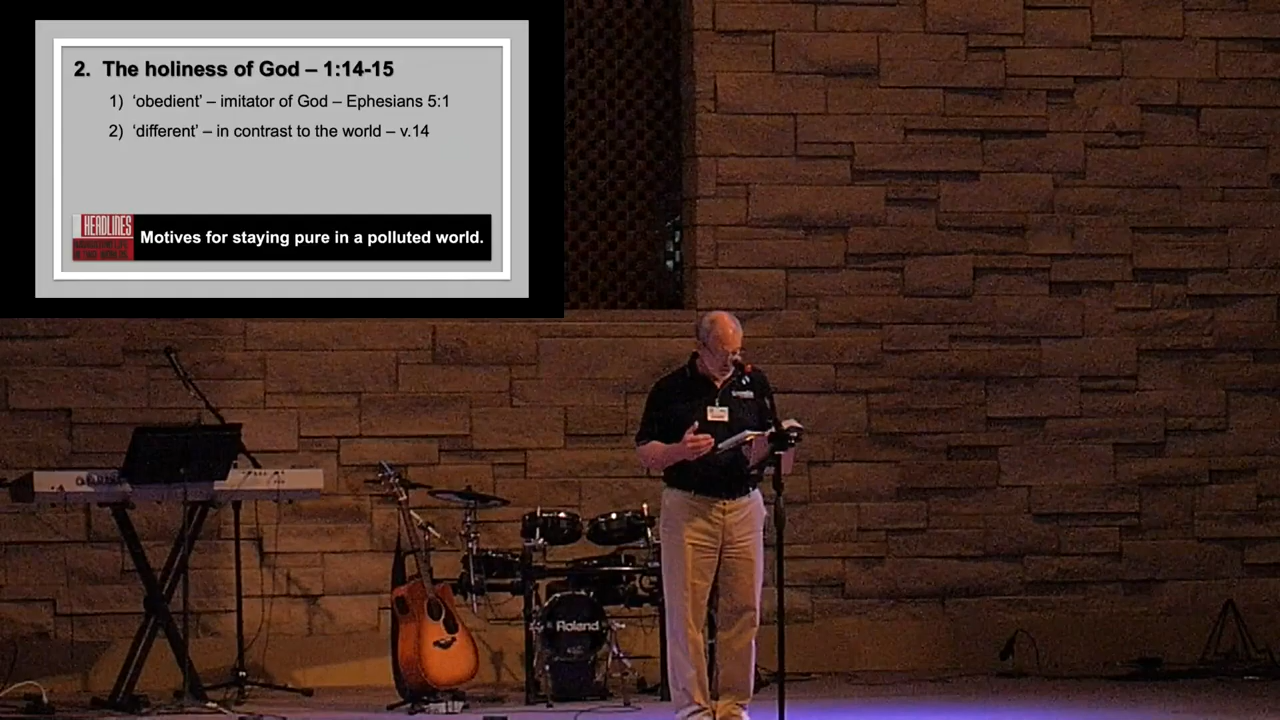 2. The holiness of God – 1:14-15
1) ‘obedient’ – imitator of God – Ephesians 5:1
2) ‘different’ – in contrast to the world – v.14
HEADLINES
Motives for staying pure in a polluted world.
Roland